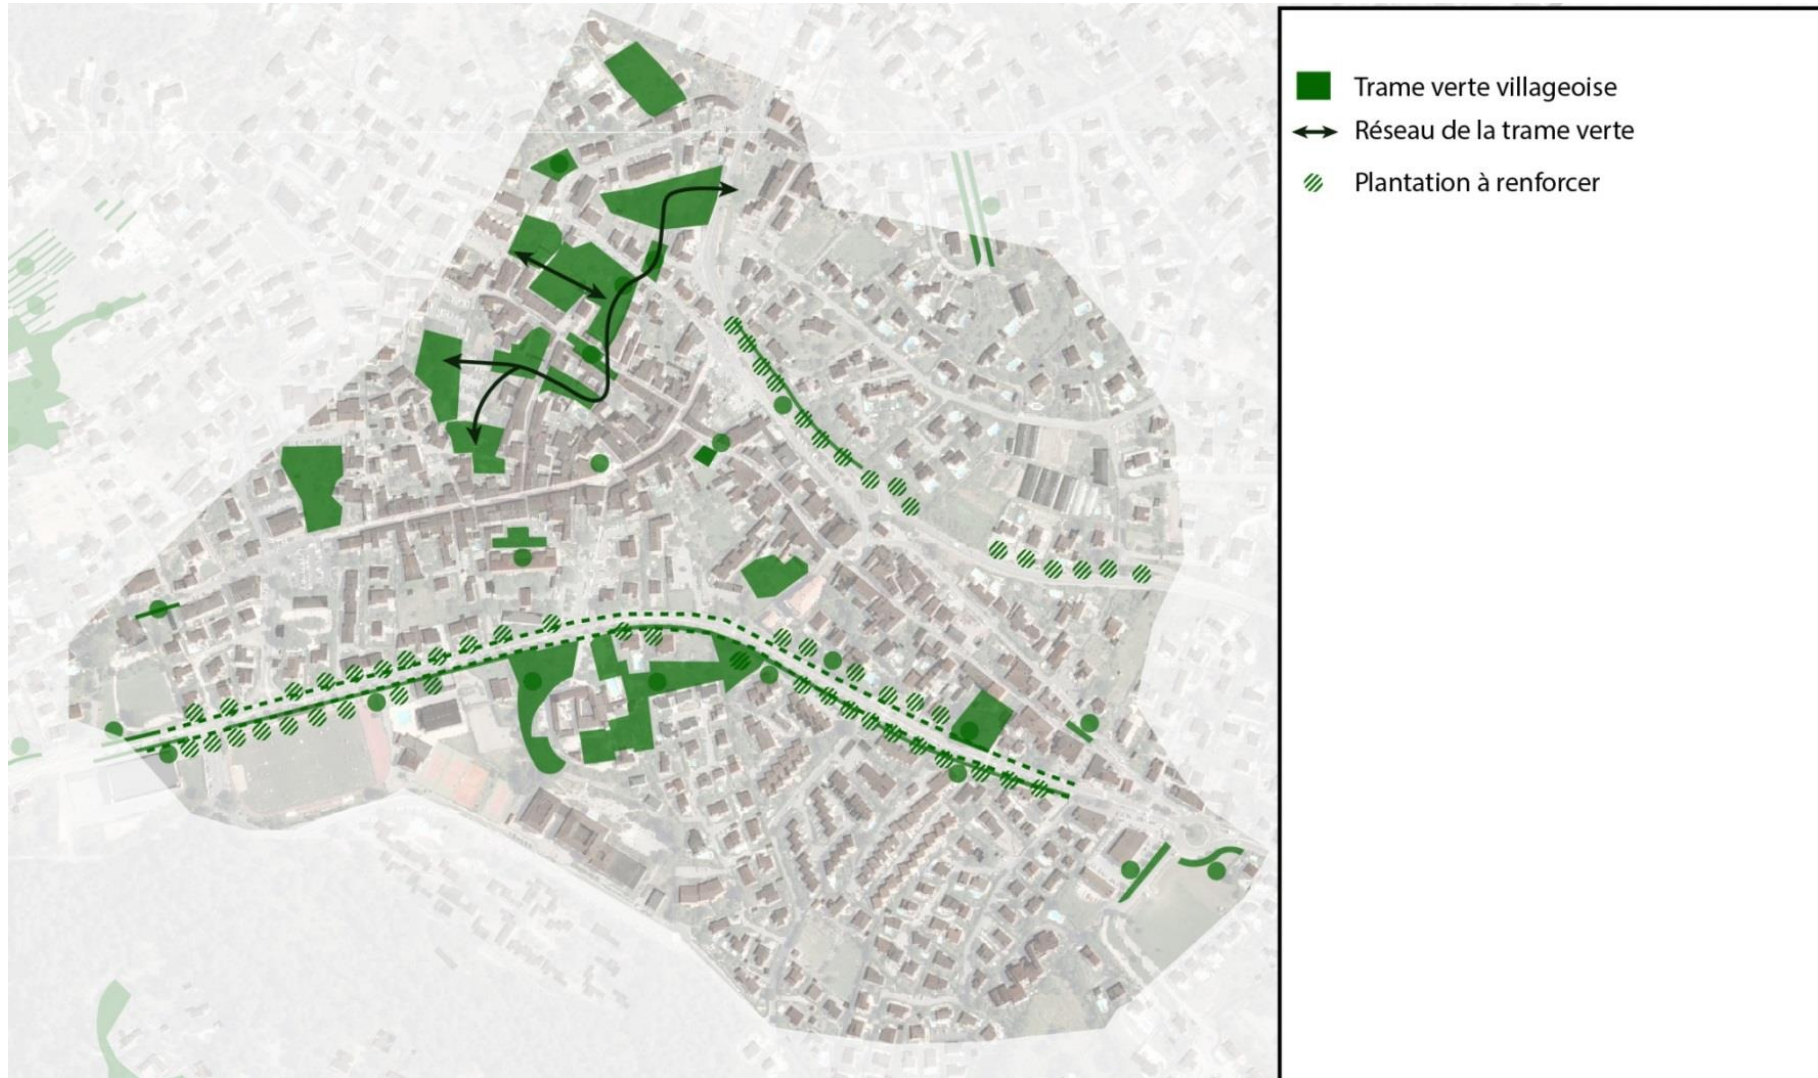 Trame verte villageoise
Réseau de la trame verte
Plantation à renforcer